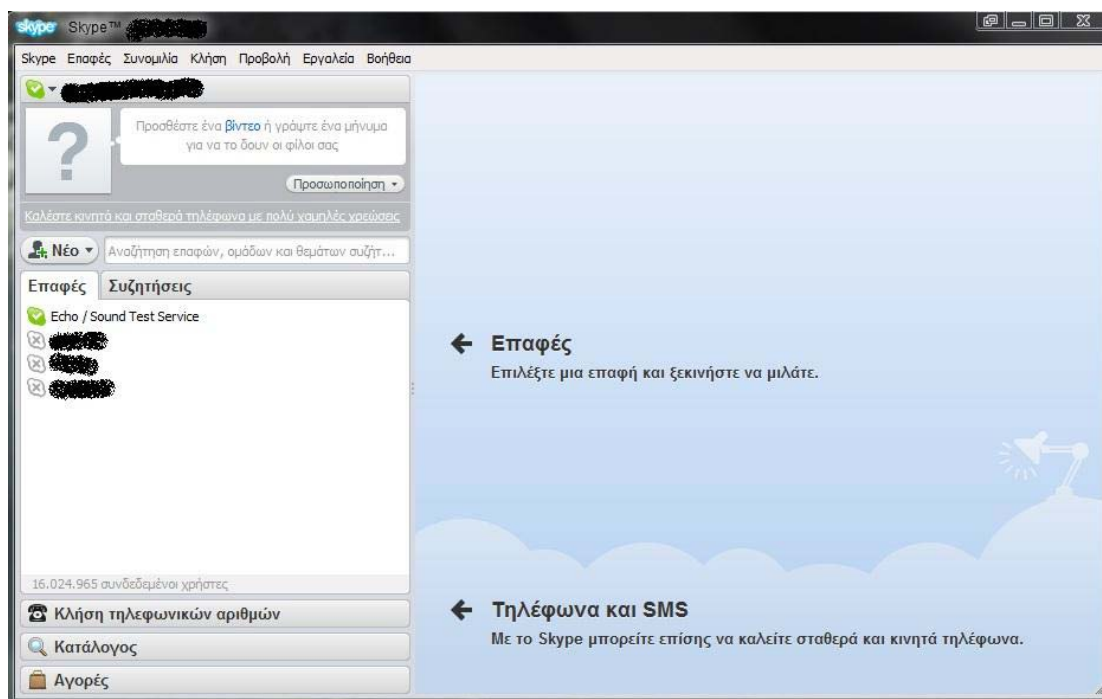 skype Skype™
Skype Επαφές Συνομιλία Κλήση Προβολή Εργαλεία Βοήθεια
Προσθέστε ένα βίντεο ή γράψτε ένα μήνυμα
για να το δουν οι φίλοι σας
Προσωποποίηση
Καλέστε κινητά και σταθερά τηλέφωνα με πολύ χαμηλές χρεώσεις
Νέο
Αναζήτηση επαφών, ομάδων και θεμάτων συζήτ...
Επαφές Συζητήσεις
Echo / Sound Test Service
16.024.965 συνδεδεμένοι χρήστες
Κλήση τηλεφωνικών αριθμών
Κατάλογος
Αγορές
Επαφές
Επιλέξτε μια επαφή και ξεκινήστε να μιλάτε.
Τηλέφωνα και SMS
Με το Skype μπορείτε επίσης να καλείτε σταθερά και κινητά τηλέφωνα.